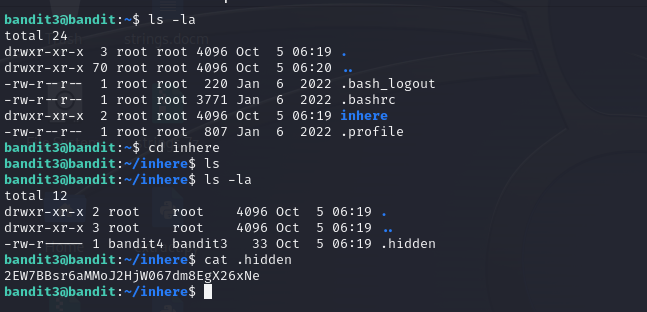 bandit3@bandit:~$ ls -la
total 24
drwxr-xr-x  3 root root 4096 Oct  5 06:19 .
drwxr-xr-x 70 root root 4096 Oct  5 06:20 ..
-rw-r--r--  1 root root  220 Jan  6  2022 .bash_logout
-rw-r--r--  1 root root 3771 Jan  6  2022 .bashrc
drwxr-xr-x  2 root root 4096 Oct  5 06:19 inhere
-rw-r--r--  1 root root  807 Jan  6  2022 .profile
bandit3@bandit:~$ cd inhere
bandit3@bandit:~/inhere$ ls
bandit3@bandit:~/inhere$ ls -la
total 12
drwxr-xr-x 2 root    root    4096 Oct  5 06:19 .
drwxr-xr-x 3 root    root    4096 Oct  5 06:19 ..
-rw-r----- 1 bandit4 bandit3   33 Oct  5 06:19 .hidden
bandit3@bandit:~/inhere$ cat .hidden
2EW7BBsr6aMMoJ2HjW067dm8EgX26xNe
bandit3@bandit:~/inhere$